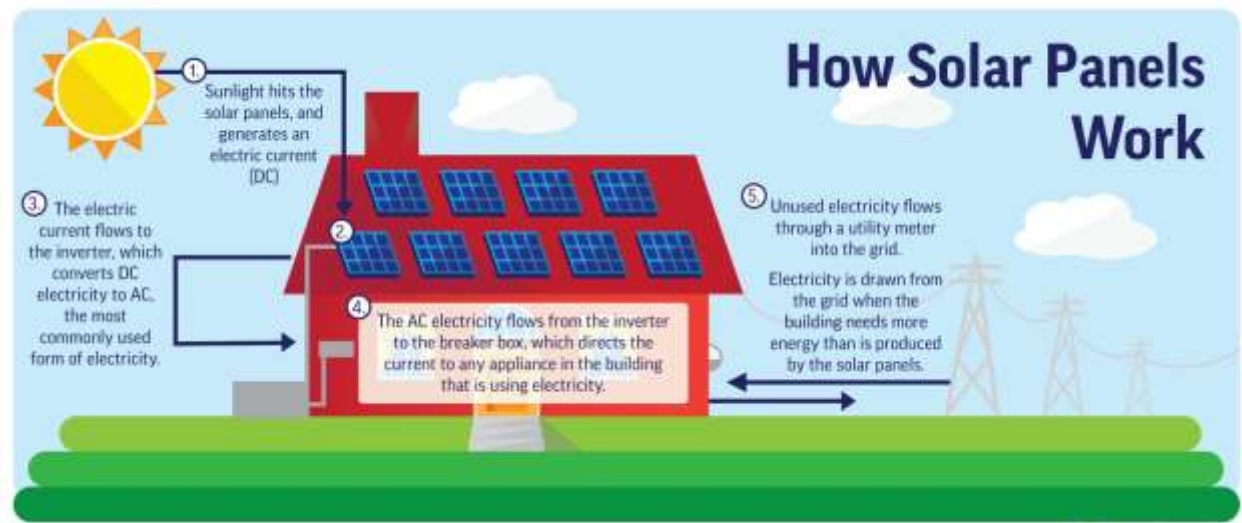 How Solar Panels
Work
1.
Sunlight hits the
solar panels, and
generates an
electric current
(DC)
2.
3.
The electric
current flows to
the inverter, which
converts DC
electricity to AC,
the most
commonly used
form of electricity.
4.
The AC electricity flows from the inverter
to the breaker box, which directs the
current to any appliance in the building
that is using electricity.
5.
Unused electricity flows
through a utility meter
into the grid.
Electricity is drawn from
the grid when the
building needs more
energy than is produced
by the solar panels.